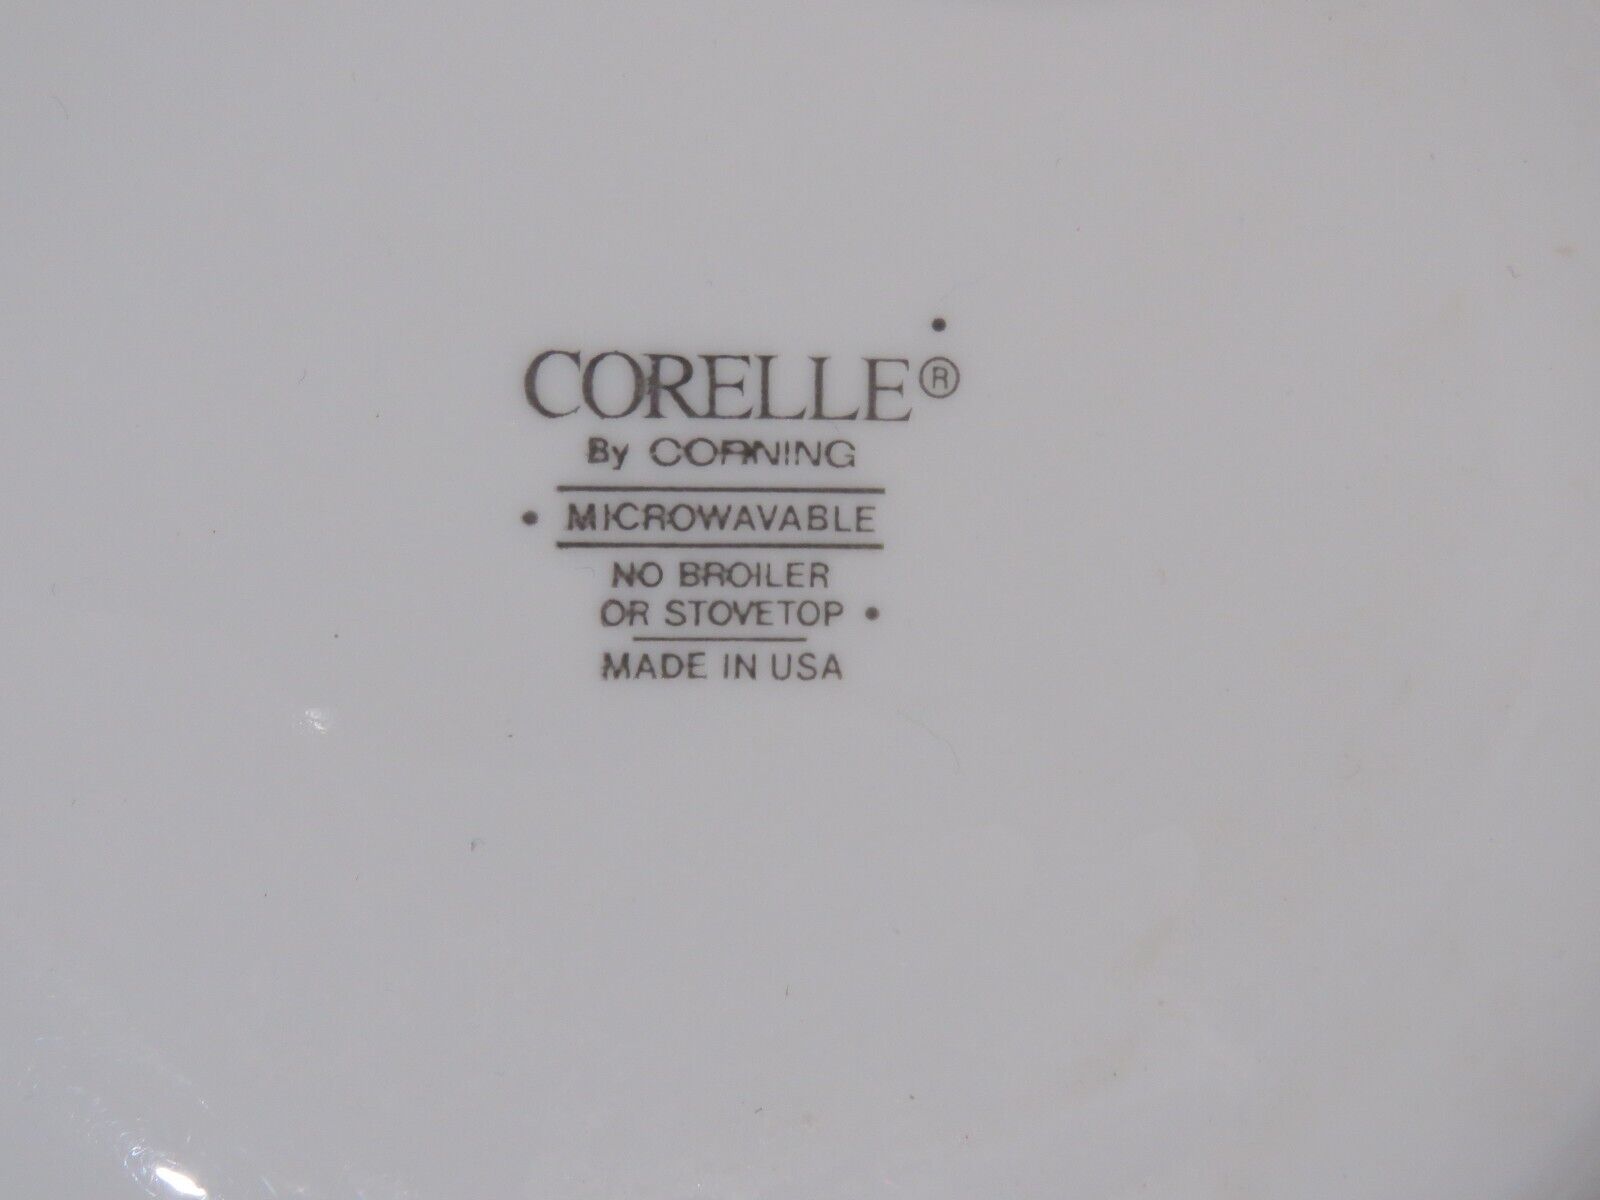 CORELLE®
By CORNING
• MICROWAVABLE
NO BROILER
OR STOVETOP •
MADE IN USA